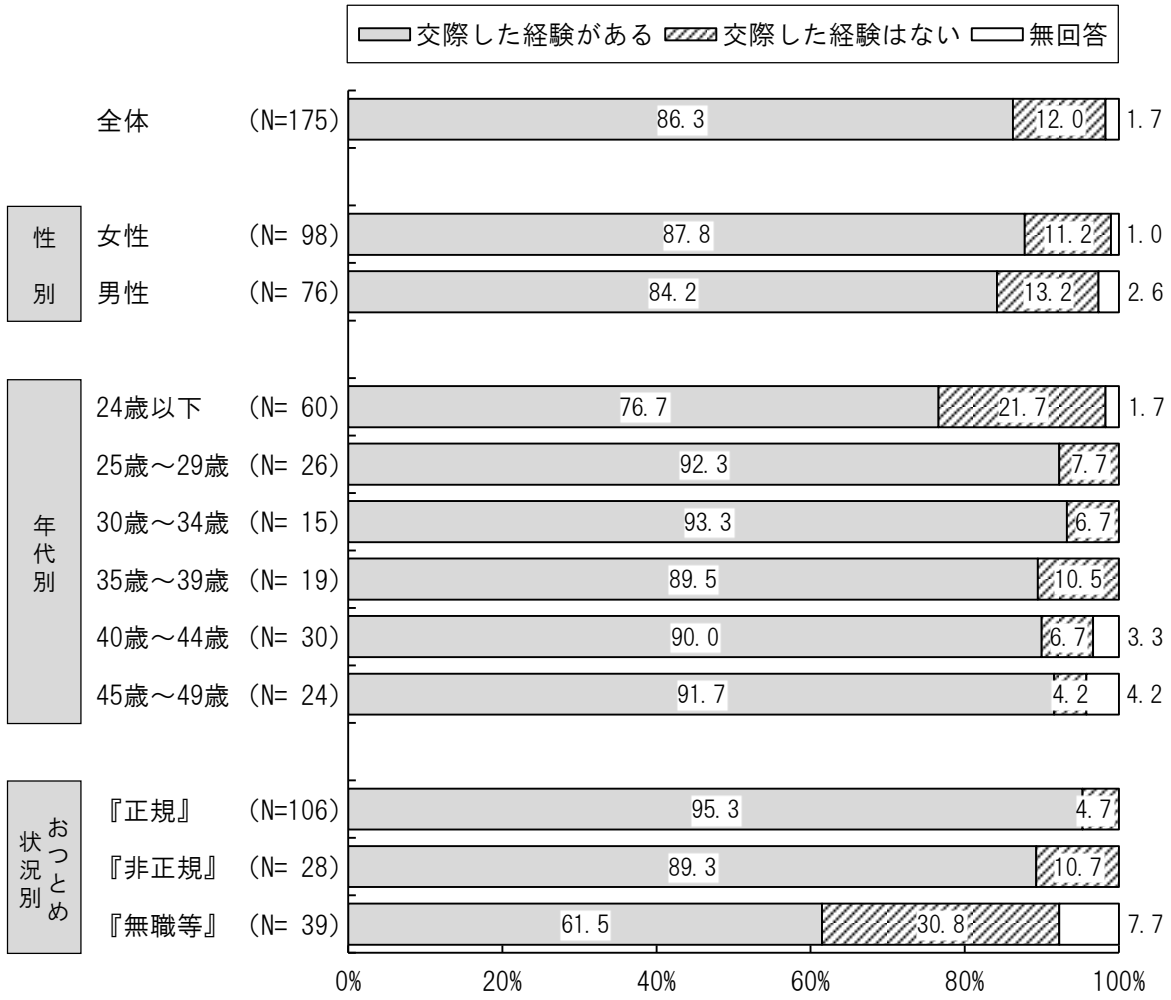 交際した経験がある 交際した経験はない 無回答
全体 (N=175) 86.3 12.0 1.7
性別
女性 (N= 98) 87.8 11.2 1.0
男性 (N= 76) 84.2 13.2 2.6
年代別
24歳以下 (N= 60) 76.7 21.7 1.7
25歳～29歳 (N= 26) 92.3 7.7
30歳～34歳 (N= 15) 93.3 6.7
35歳～39歳 (N= 19) 89.5 10.5
40歳～44歳 (N= 30) 90.0 6.7 3.3
45歳～49歳 (N= 24) 91.7 4.2 4.2
おつとめ
状況別
『正規』 (N=106) 95.3 4.7
『非正規』 (N= 28) 89.3 10.7
『無職等』 (N= 39) 61.5 30.8 7.7
0% 20% 40% 60% 80% 100%